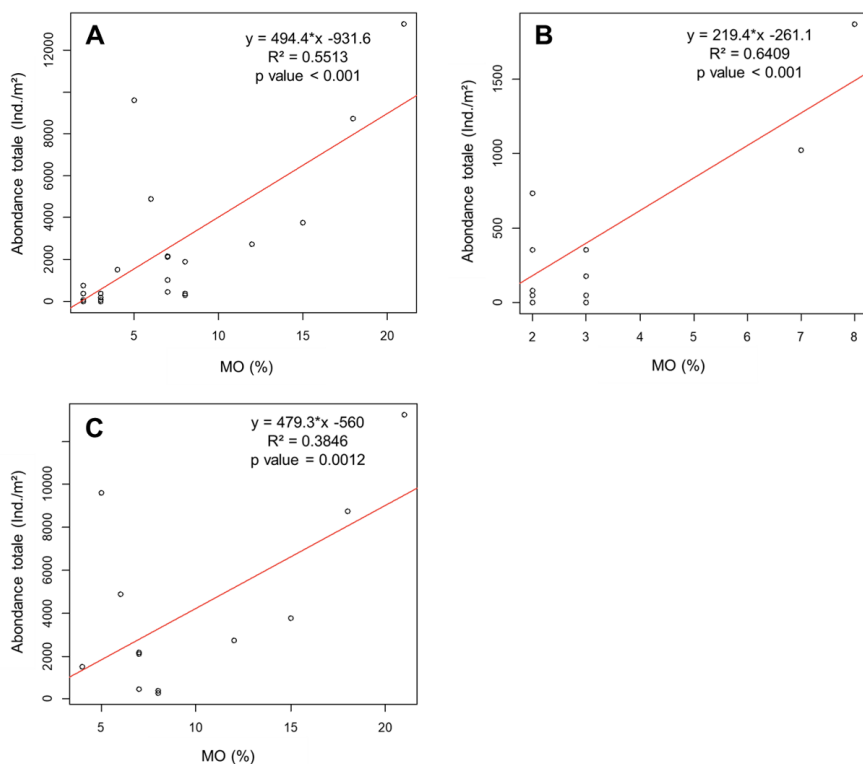 A
y = 494.4*x -931.6
R² = 0.5513
p value < 0.001
Abondance totale (Ind./m²)
0 2000 4000 6000 8000 12000
5 10 15 20
MO (%)
B
y = 219.4*x -261.1
R² = 0.6409
p value < 0.001
Abondance totale (Ind./m²)
0 500 1000 1500
2 3 4 5 6 7 8
MO (%)
C
y = 479.3*x -560
R² = 0.3846
p value = 0.0012
Abondance totale (Ind./m²)
0 2000 4000 6000 8000 10000
5 10 15 20
MO (%)